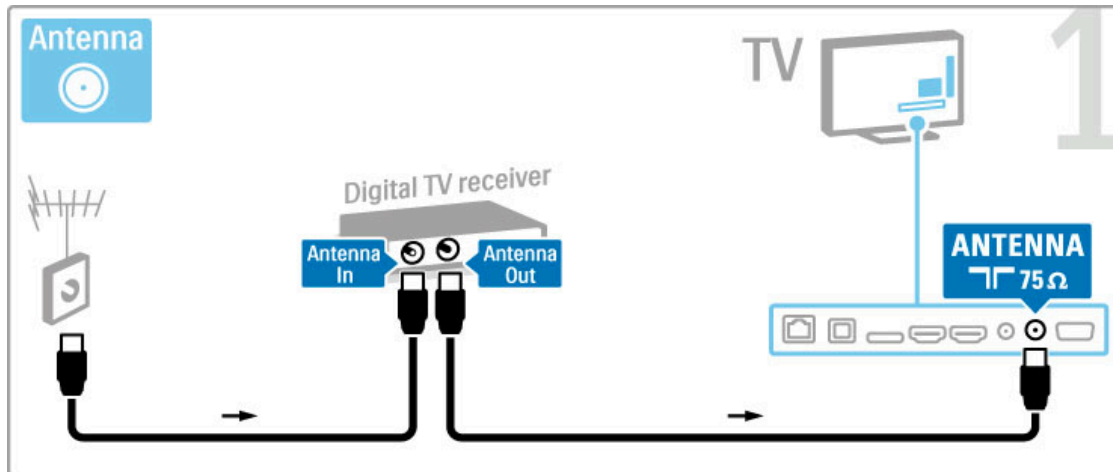 Antenna
TV
1
Digital TV receiver
Antenna
In
Antenna
Out
ANTENNA
75 Ω